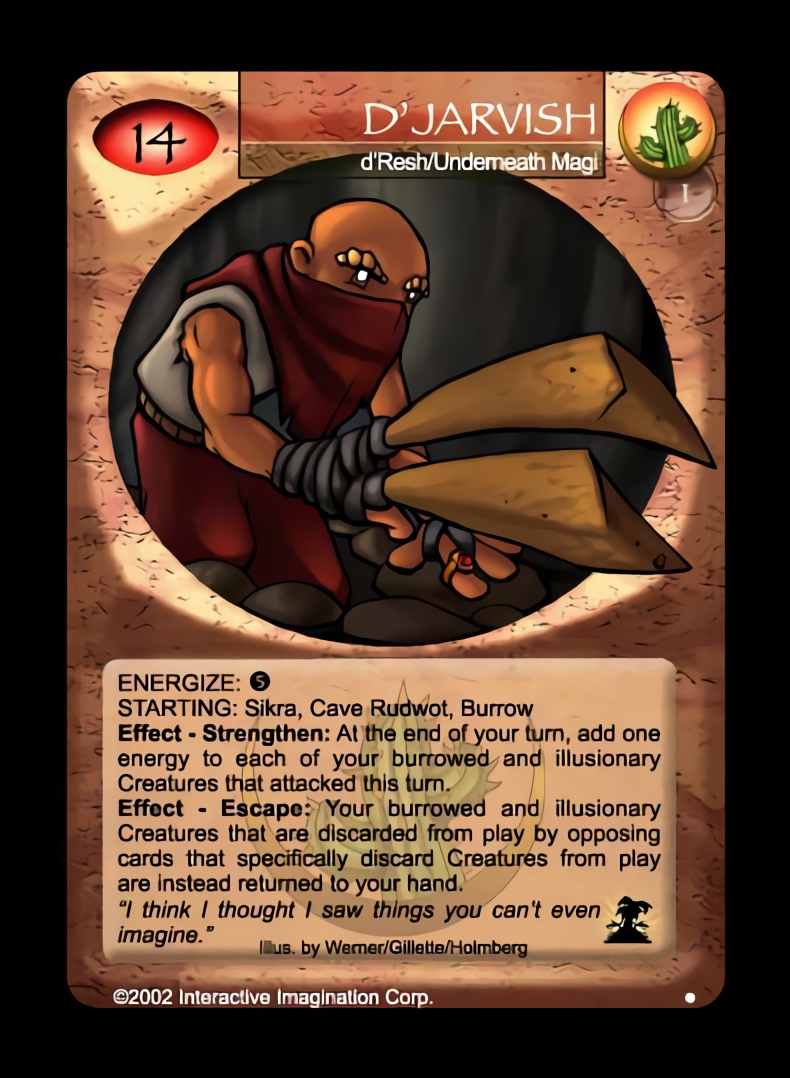 14
D'JARVISH
d'Resh/Underneath Magi
1
ENERGIZE: 5
STARTING: Sikra, Cave Rudwot, Burrow
Effect - Strengthen: At the end of your turn, add one
energy to each of your burrowed and illusionary
Creatures that attacked this turn.
Effect - Escape: Your burrowed and illusionary
Creatures that are discarded from play by opposing
cards that specifically discard Creatures from play
are instead returned to your hand.
"I think I thought I saw things you can't even
imagine."
Illus. by Werner/Gillette/Holmberg
©2002 Interactive Imagination Corp.